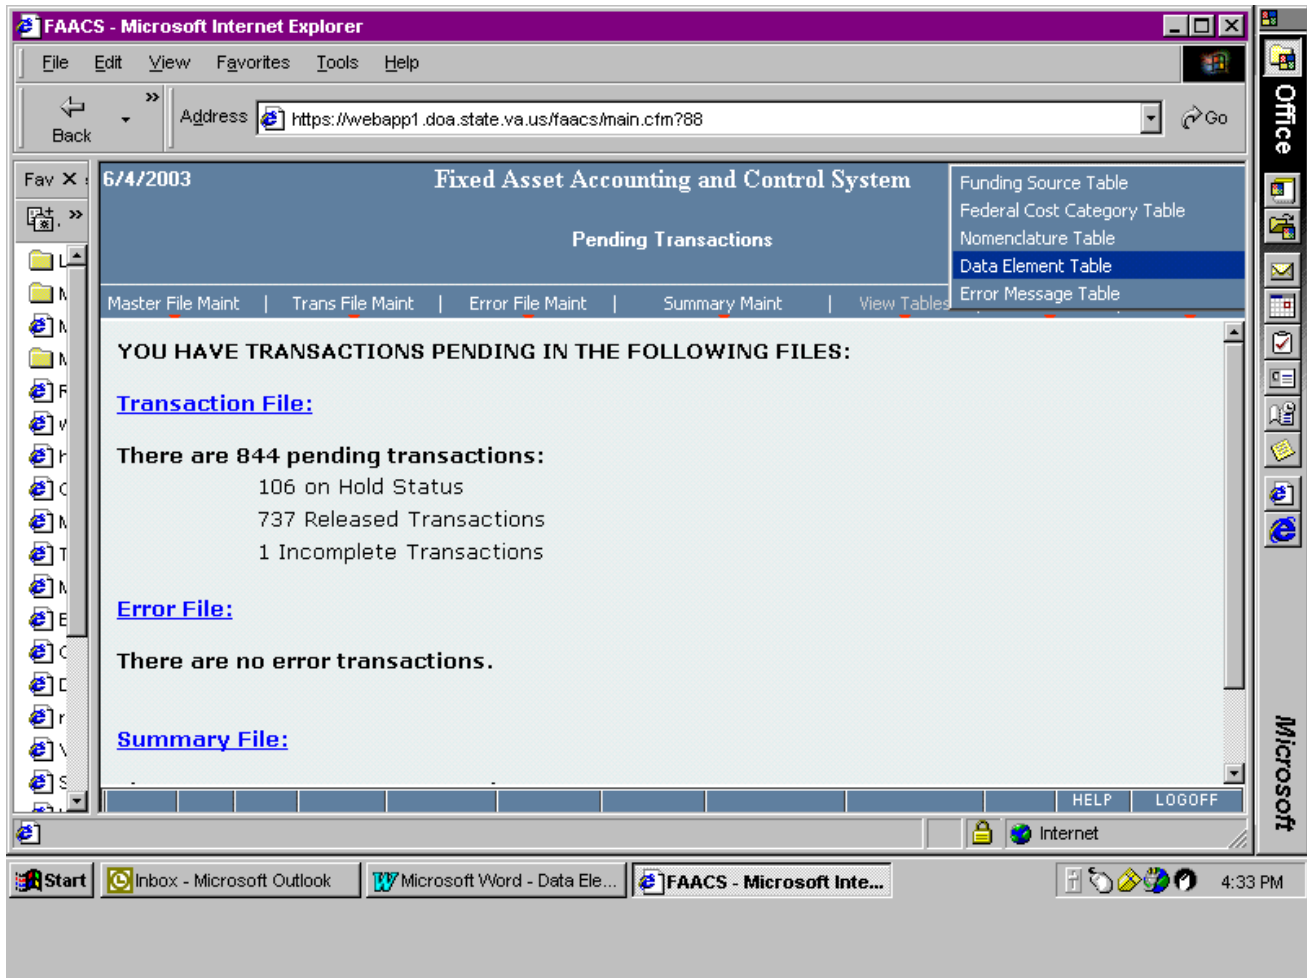 FAACS - Microsoft Internet Explorer
File Edit View Favorites Tools Help
Back » Address https://webapp1.doa.state.va.us/faacs/main.cfm?88 Go
Fav X
6/4/2003 Fixed Asset Accounting and Control System
Pending Transactions
Funding Source Table
Federal Cost Category Table
Nomenclature Table
Data Element Table
Error Message Table
Master File Maint | Trans File Maint | Error File Maint | Summary Maint | View Tables
YOU HAVE TRANSACTIONS PENDING IN THE FOLLOWING FILES:
Transaction File:
There are 844 pending transactions:
106 on Hold Status
737 Released Transactions
1 Incomplete Transactions
Error File:
There are no error transactions.
Summary File:
HELP LOGOFF
Internet
Office
Microsoft
Start Inbox - Microsoft Outlook Microsoft Word - Data Ele... FAACS - Microsoft Inte... 4:33 PM